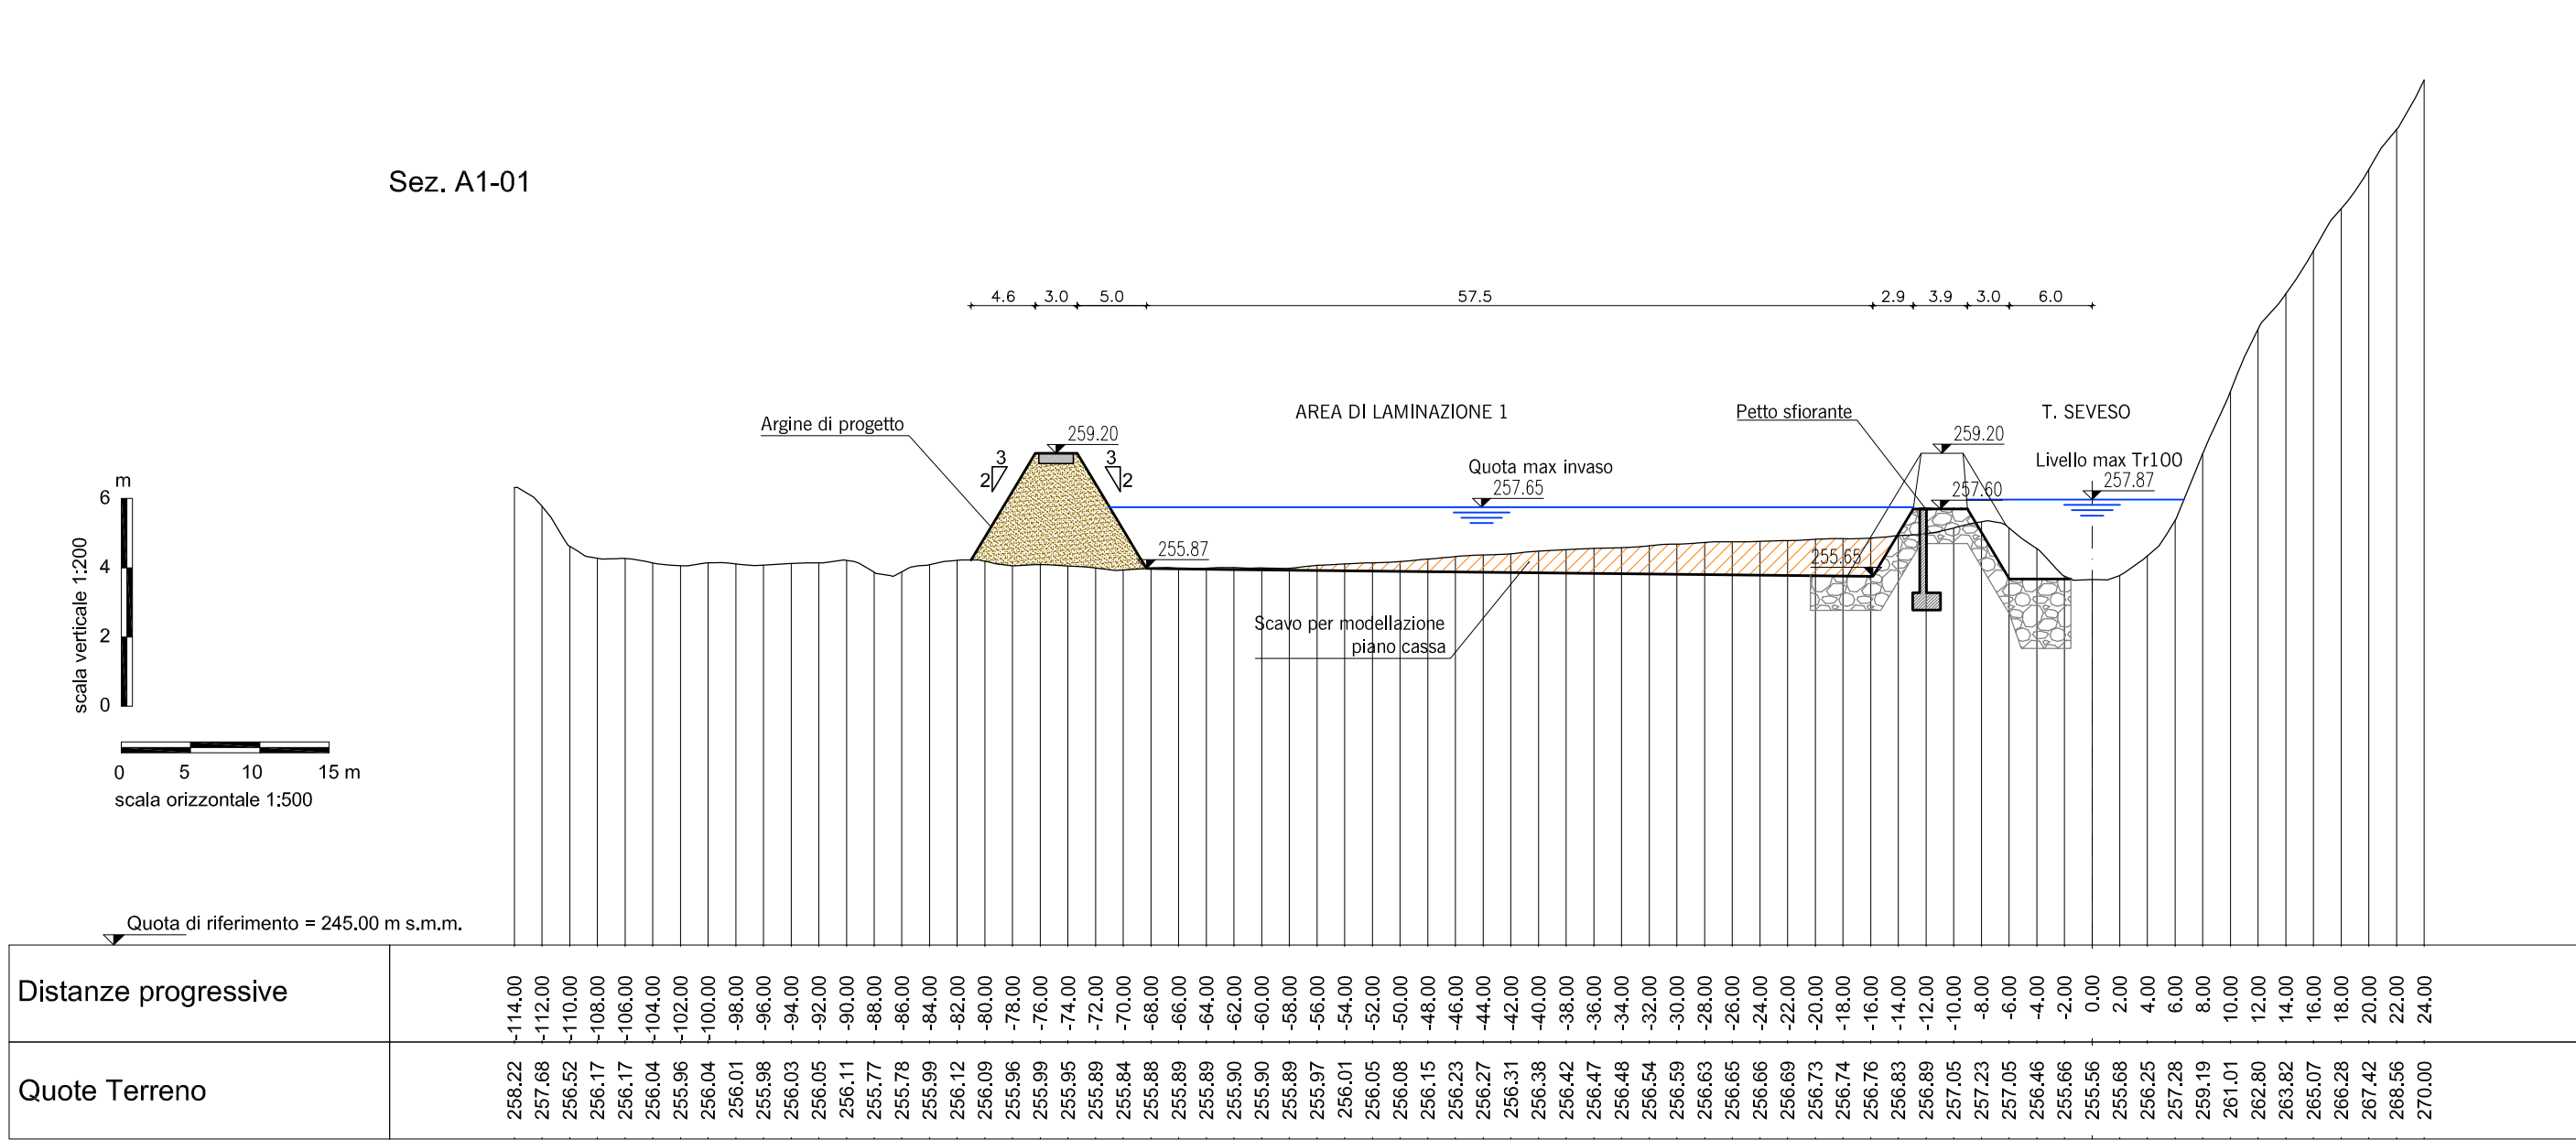 Sez. A1-01
4.6 3.0 5.0 57.5 2.9 3.9 3.0 6.0
AREA DI LAMINAZIONE 1
Petto sfiorante
T. SEVESO
Argine di progetto
259.20
259.20
3 3
2 2
Quota max invaso
257.65
257.60
Livello max Tr100
257.87
255.87
255.65
Scavo per modellazione
piano cassa
m
6
4
2
0
scala verticale 1:200
0 5 10 15 m
scala orizzontale 1:500
Quota di riferimento = 245.00 m s.m.m.
Distanze progressive
-114.00 -112.00 -110.00 -108.00 -106.00 -104.00 -102.00 -100.00 -98.00 -96.00 -94.00 -92.00 -90.00 -88.00 -86.00 -84.00 -82.00 -80.00 -78.00 -76.00 -74.00 -72.00 -70.00 -68.00 -66.00 -64.00 -62.00 -60.00 -58.00 -56.00 -54.00 -52.00 -50.00 -48.00 -46.00 -44.00 -42.00 -40.00 -38.00 -36.00 -34.00 -32.00 -30.00 -28.00 -26.00 -24.00 -22.00 -20.00 -18.00 -16.00 -14.00 -12.00 -10.00 -8.00 -6.00 -4.00 -2.00 0.00 2.00 4.00 6.00 8.00 10.00 12.00 14.00 16.00 18.00 20.00 22.00 24.00
Quote Terreno
258.22 257.68 256.52 256.17 256.17 256.04 255.96 256.04 256.01 255.98 256.03 256.05 256.11 255.77 255.78 255.99 256.12 256.09 255.96 255.99 255.95 255.89 255.84 255.88 255.89 255.89 255.90 255.90 255.89 255.97 256.01 256.05 256.08 256.15 256.23 256.27 256.31 256.38 256.42 256.47 256.48 256.54 256.59 256.63 256.65 256.66 256.69 256.73 256.74 256.76 256.83 256.89 257.05 257.23 257.05 256.46 255.66 255.56 255.68 256.25 257.28 259.19 261.01 262.80 263.82 265.07 266.28 267.42 268.56 270.00